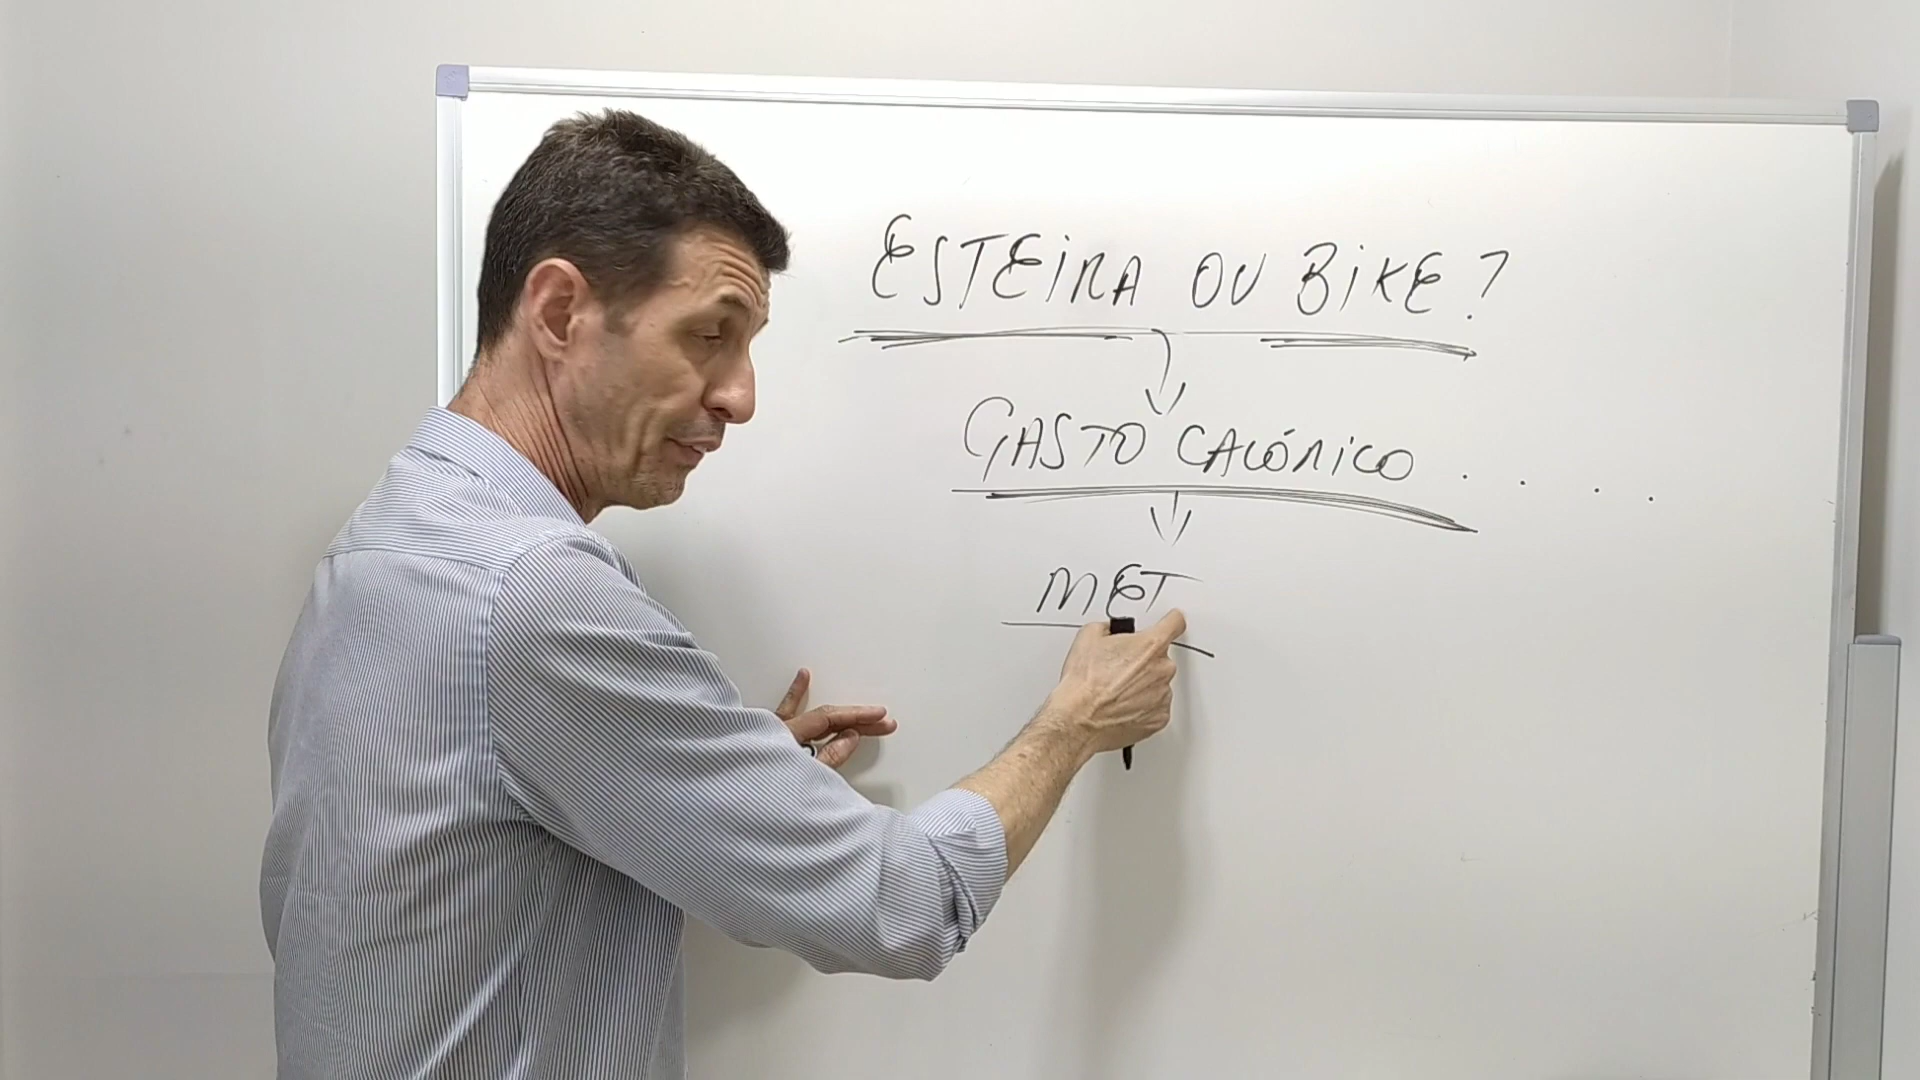 ESTEIRA OU BIKE?
GASTO CALÓRICO . . . .
MET